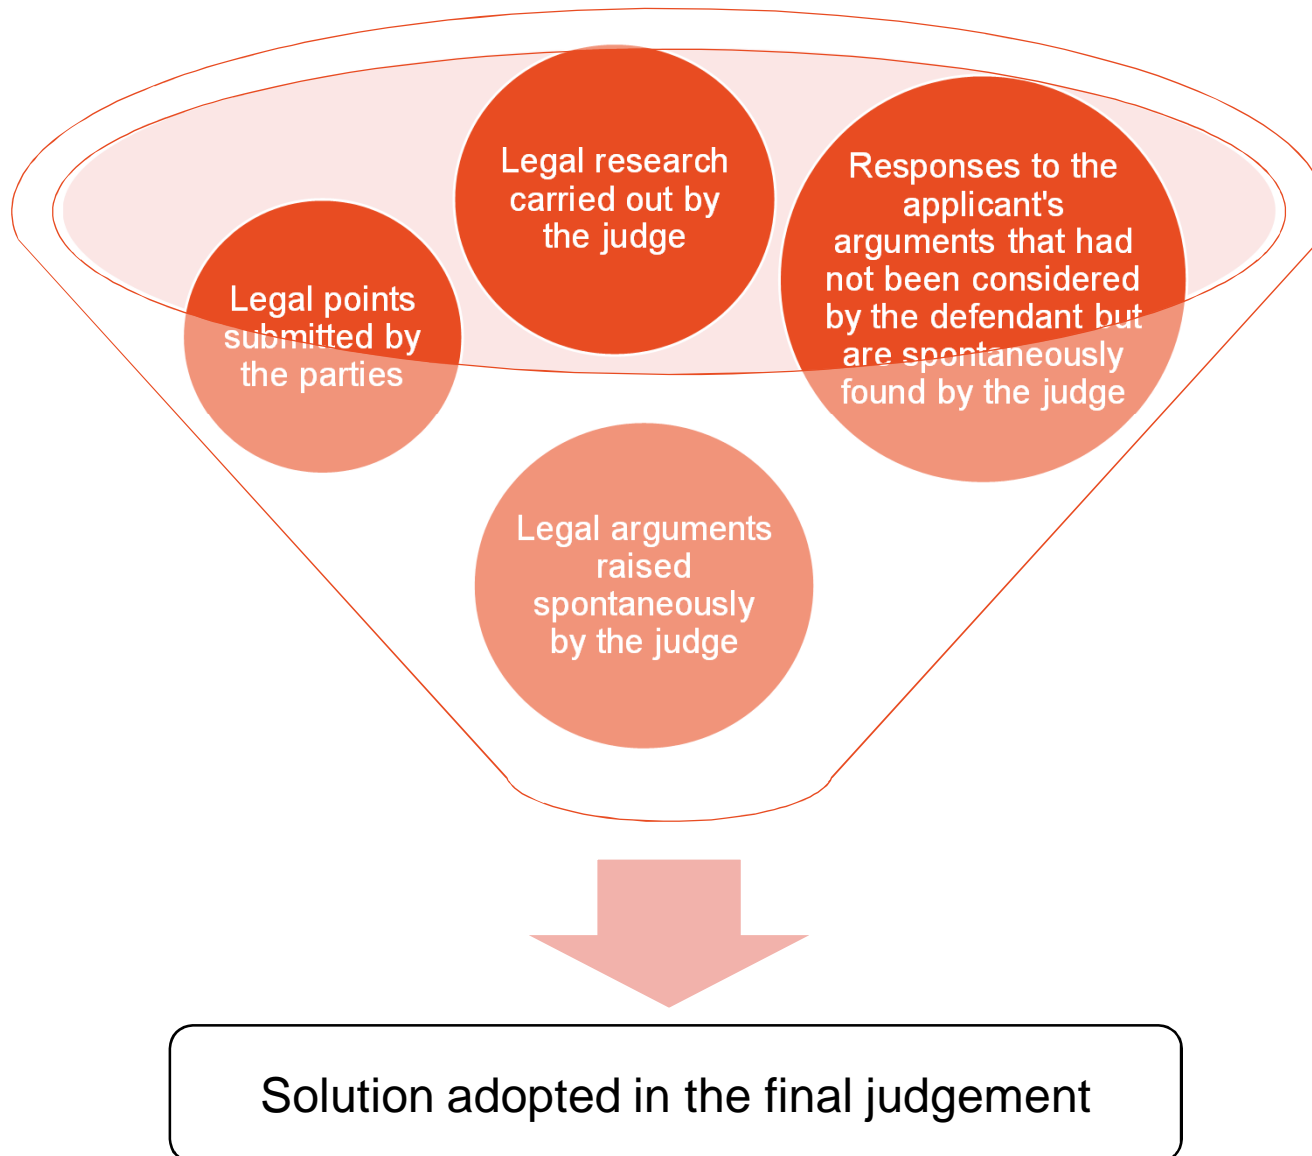 Legal research
carried out by
the judge
Responses to the
applicant's
arguments that had
not been considered
by the defendant but
are spontaneously
found by the judge
Legal points
submitted by
the parties
Legal arguments
raised
spontaneously
by the judge
Solution adopted in the final judgement